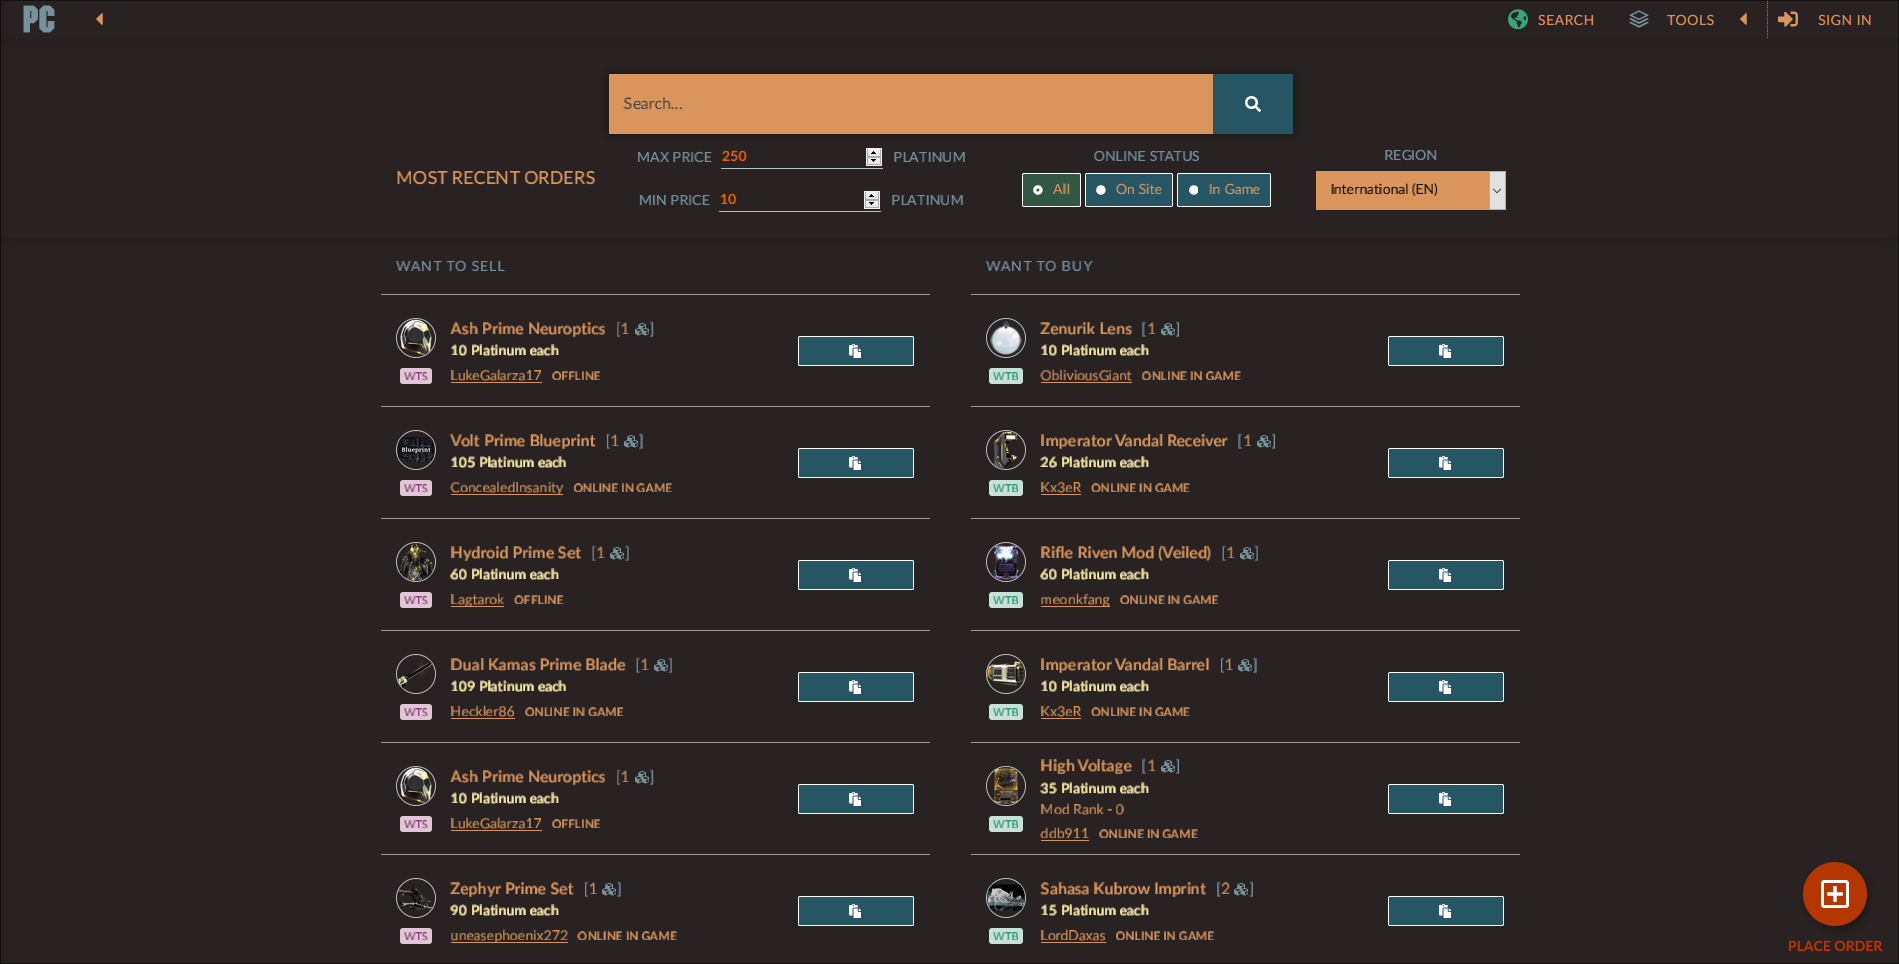 PC
SEARCH TOOLS SIGN IN
Search...
MOST RECENT ORDERS
MAX PRICE 250 PLATINUM
MIN PRICE 10 PLATINUM
ONLINE STATUS
All On Site In Game
REGION
International (EN)
WANT TO SELL
Ash Prime Neuroptics [1]
10 Platinum each
WTS LukeGalarza17 OFFLINE
Blueprint
Volt Prime Blueprint [1]
105 Platinum each
WTS ConcealedInsanity ONLINE IN GAME
Hydroid Prime Set [1]
60 Platinum each
WTS Lagtarok OFFLINE
Dual Kamas Prime Blade [1]
109 Platinum each
WTS Heckler86 ONLINE IN GAME
Ash Prime Neuroptics [1]
10 Platinum each
WTS LukeGalarza17 OFFLINE
Zephyr Prime Set [1]
90 Platinum each
WTS uneasephoenix272 ONLINE IN GAME
WANT TO BUY
Zenurik Lens [1]
10 Platinum each
WTB ObliviousGiant ONLINE IN GAME
Imperator Vandal Receiver [1]
26 Platinum each
WTB Kx3eR ONLINE IN GAME
Rifle Riven Mod (Veiled) [1]
60 Platinum each
WTB meonkfang ONLINE IN GAME
Imperator Vandal Barrel [1]
10 Platinum each
WTB Kx3eR ONLINE IN GAME
High Voltage [1]
35 Platinum each
Mod Rank - 0
WTB ddb911 ONLINE IN GAME
Sahasa Kubrow Imprint [2]
15 Platinum each
WTB LordDaxas ONLINE IN GAME
PLACE ORDER